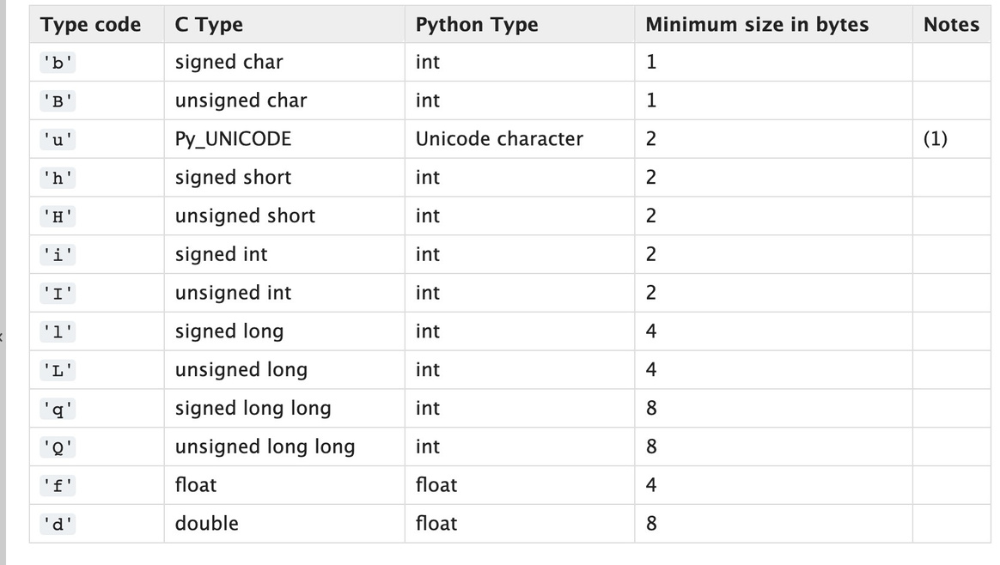 Type code C Type Python Type Minimum size in bytes Notes
'b' signed char int 1
'B' unsigned char int 1
'u' Py_UNICODE Unicode character 2 (1)
'h' signed short int 2
'H' unsigned short int 2
'i' signed int int 2
'I' unsigned int int 2
'l' signed long int 4
'L' unsigned long int 4
'q' signed long long int 8
'Q' unsigned long long int 8
'f' float float 4
'd' double float 8